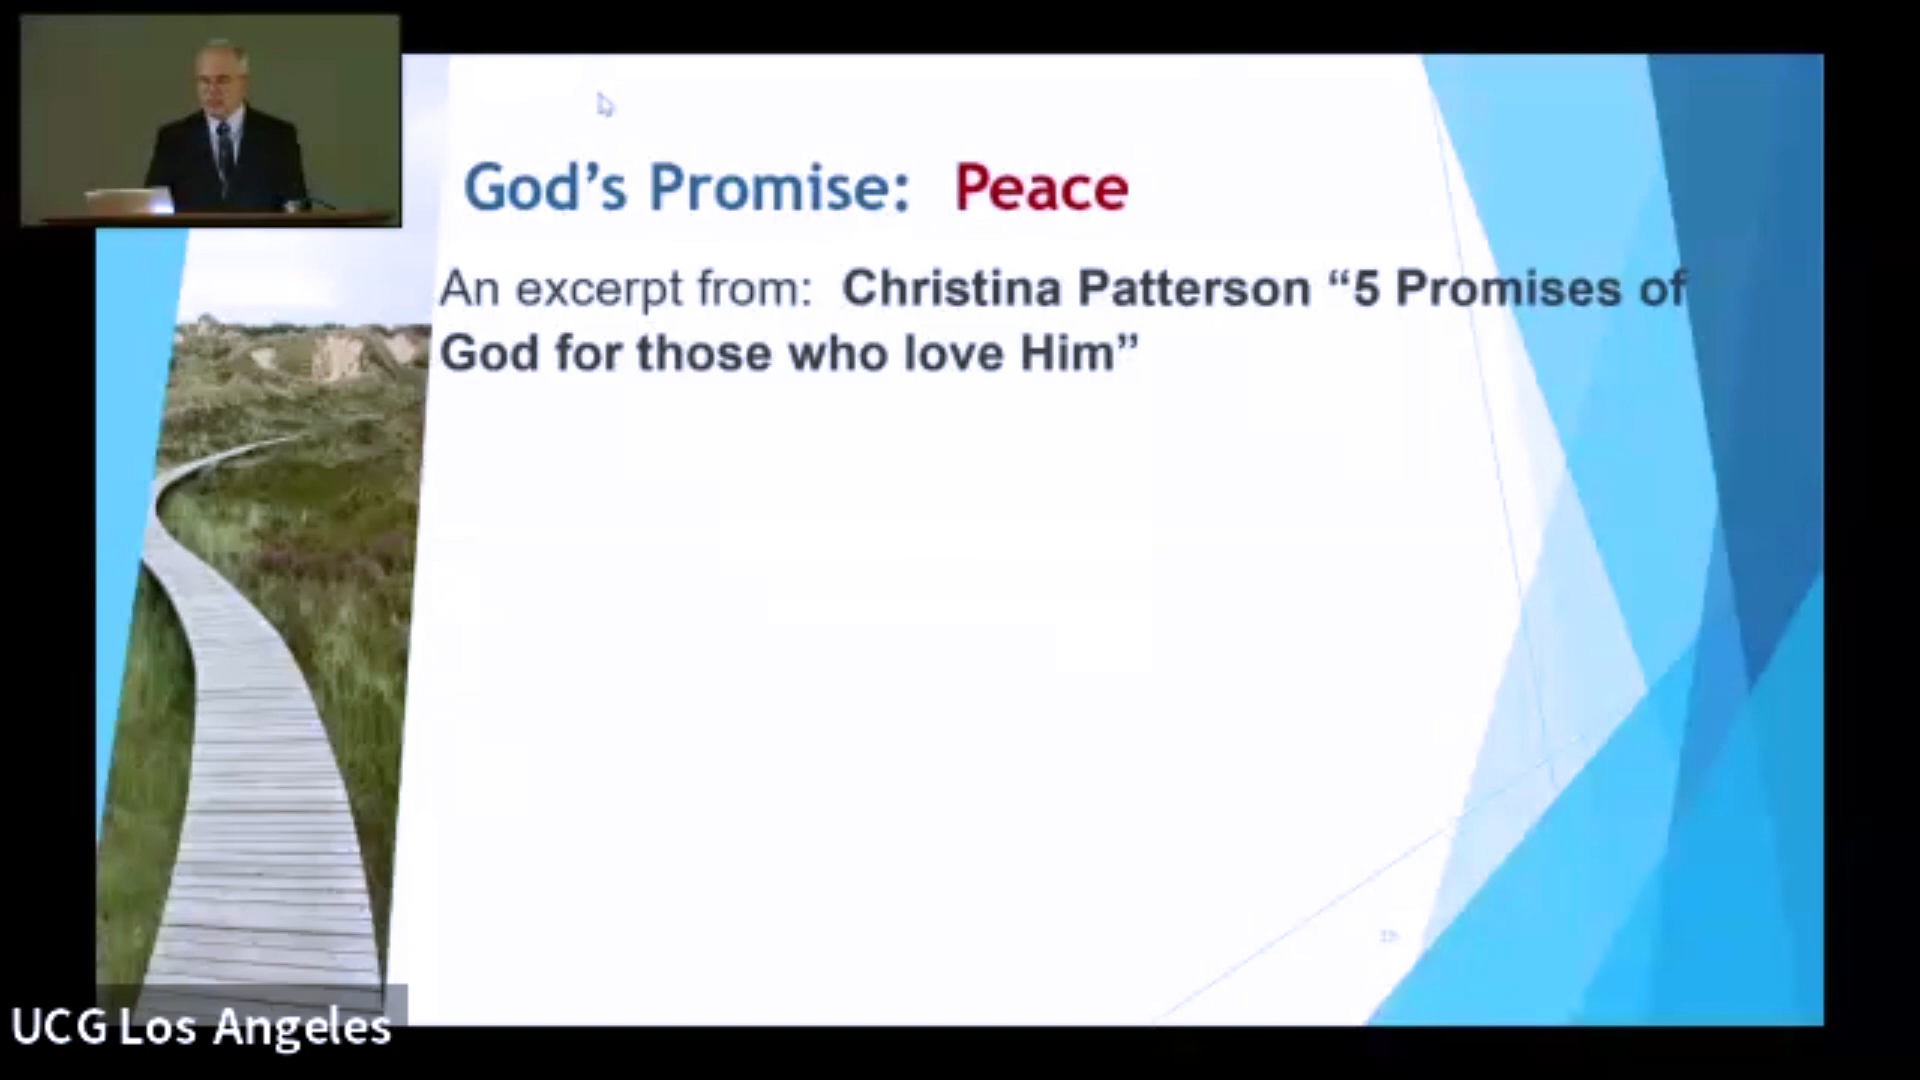 God’s Promise: Peace
An excerpt from: Christina Patterson “5 Promises of
God for those who love Him”
UCG Los Angeles